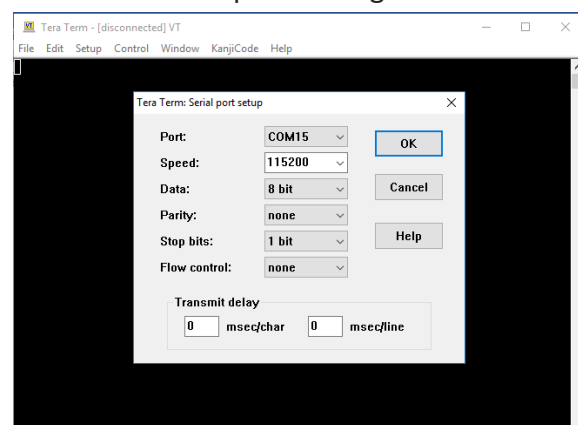 Tera Term - [disconnected] VT
File Edit Setup Control Window KanjiCode Help
Tera Term: Serial port setup
Port: COM15 OK
Speed: 115200
Data: 8 bit Cancel
Parity: none
Stop bits: 1 bit Help
Flow control: none
Transmit delay
0 msec/char 0 msec/line